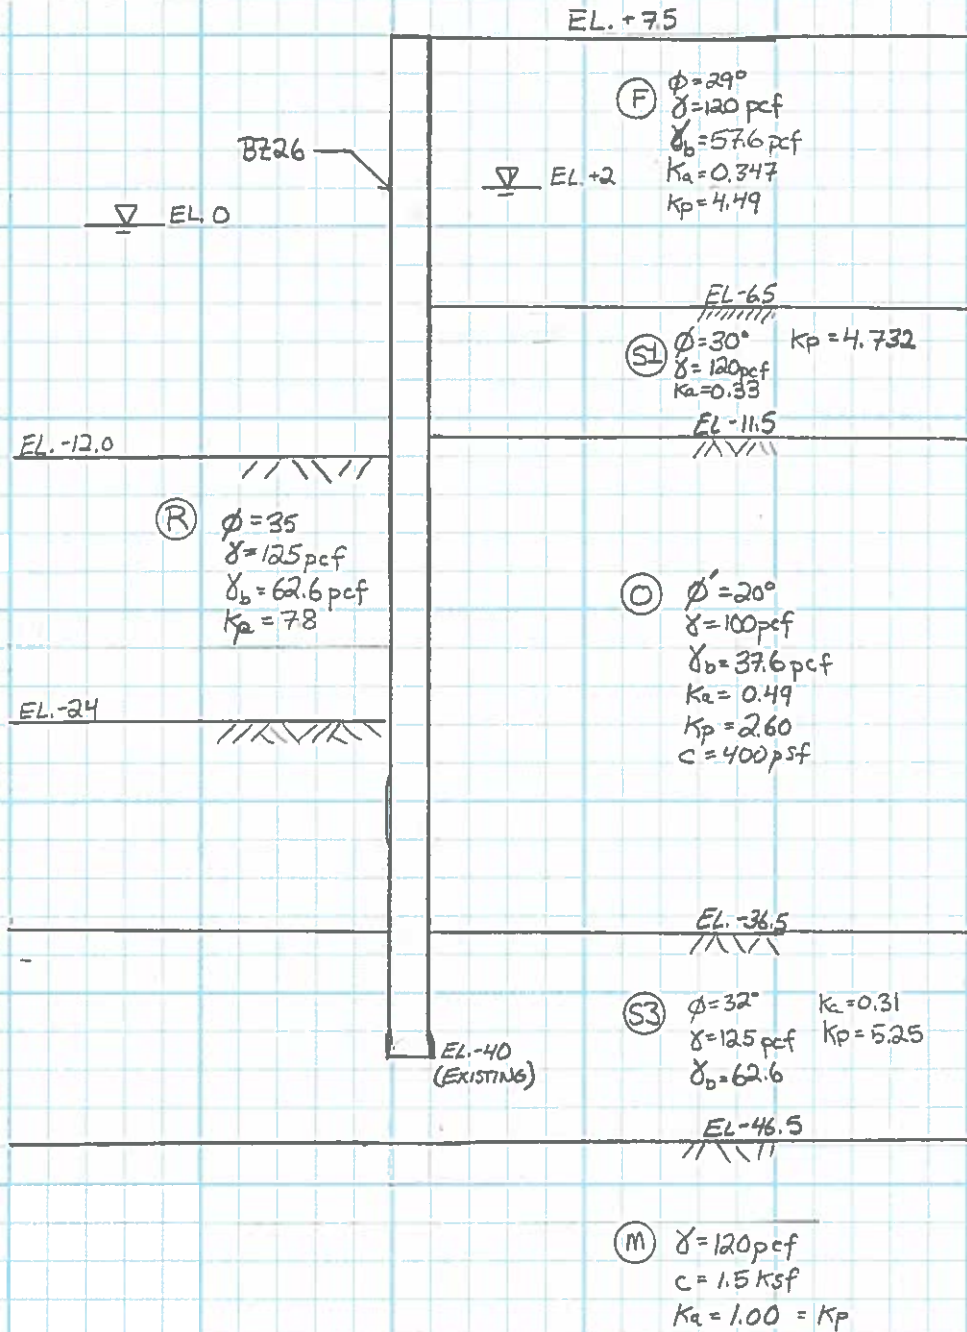 EL. +7.5
F
ϕ=29°
γ=120 pcf
γb=57.6 pcf
Ka=0.347
Kp=4.49
BZ26
EL. +2
EL. 0
EL-6.5
S1
ϕ=30° Kp=4.732
γ=120pcf
Ka=0.33
EL-11.5
EL.-12.0
R
ϕ=35
γ=125pcf
γb=62.6 pcf
Kp=7.8
O
ϕ'=20°
γ=100pcf
γb=37.6 pcf
Ka=0.49
Kp=2.60
c=400psf
EL.-24
EL.-36.5
S3
ϕ=32° Ka=0.31
γ=125 pcf Kp=5.25
γb=62.6
EL.-40
(EXISTING)
EL-46.5
M
γ=120pcf
c=1.5 Ksf
Ka=1.00=Kp